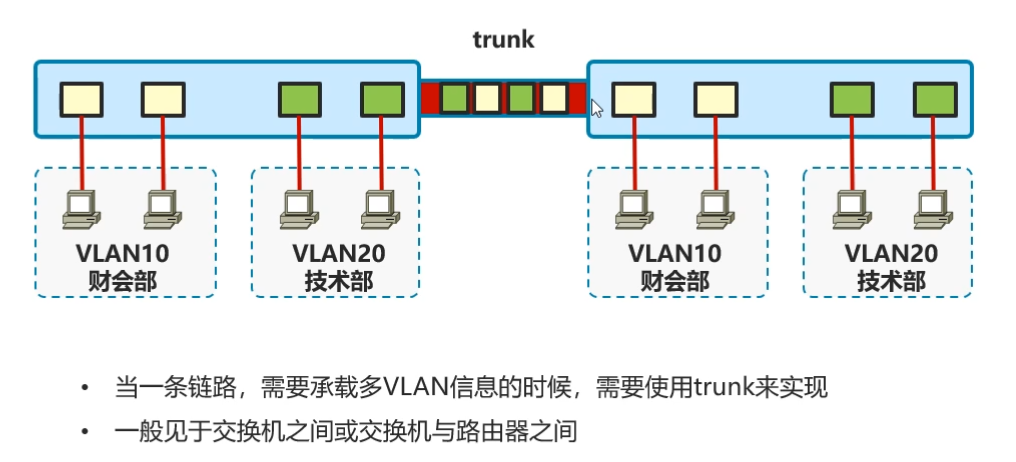 trunk
VLAN10
财会部
VLAN20
技术部
VLAN10
财会部
VLAN20
技术部
• 当一条链路，需要承载多VLAN信息的时候，需要使用trunk来实现
• 一般见于交换机之间或交换机与路由器之间